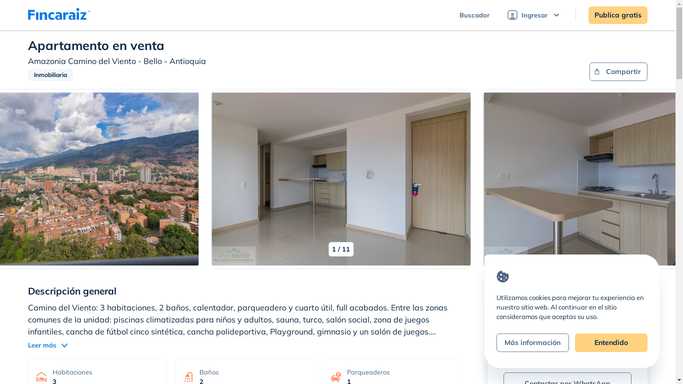 Fincaraiz
Buscador
Ingresar
Publica gratis
Apartamento en venta
Amazonia Camino del Viento - Bello - Antioquia
Inmobiliaria
Compartir
1 / 11
Descripción general
Camino del Viento: 3 habitaciones, 2 baños, calentador, parqueadero y cuarto útil, full acabados. Entre las zonas
comunes de la unidad: piscinas climatizadas para niños y adultos, sauna, turco, salón social, zona de juegos
infantiles, cancha de fútbol cinco sintética, cancha polideportiva, Playground, gimnasio y un salón de juegos....
Leer más
Habitaciones
3
Baños
2
Parqueaderos
1
Utilizamos cookies para mejorar tu experiencia en
nuestro sitio web. Al continuar en el sitio
consideramos que aceptas su uso.
Más información
Entendido
Contactar por WhatsApp